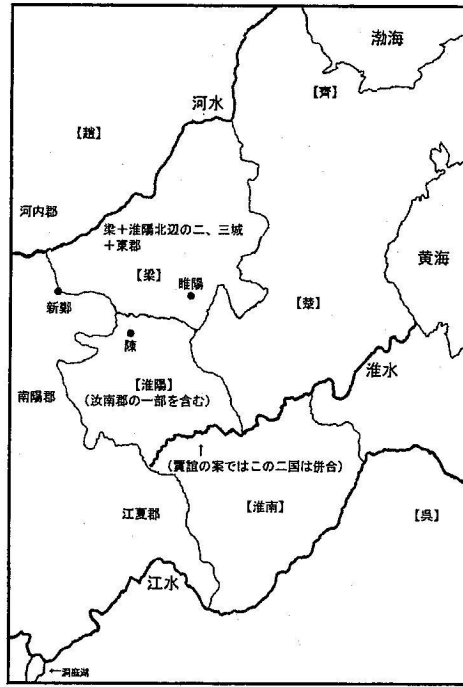 渤海
【齊】
河水
【趙】
河内郡
梁+淮陽北辺の二、三城
+東郡
黄海
【梁】
睢陽
【楚】
新鄭
陳
淮水
南陽郡
【淮陽】
(汝南郡の一部を含む)
↑
(賈誼の案ではこの二国は併合)
【淮南】
江夏郡
【呉】
江水
←洞庭湖